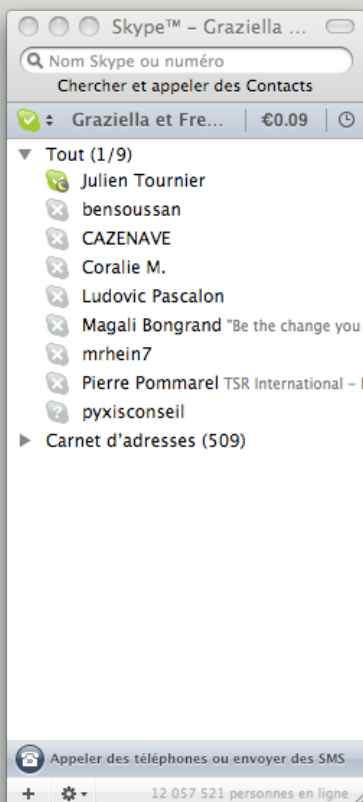 Skype™ – Graziella ...
Nom Skype ou numéro
Chercher et appeler des Contacts
Graziella et Fre... €0.09
Tout (1/9)
Julien Tournier
bensoussan
CAZENAVE
Coralie M.
Ludovic Pascalon
Magali Bongrand "Be the change you
mrhein7
Pierre Pommarel TSR International –
pyxisconseil
Carnet d'adresses (509)
Appeler des téléphones ou envoyer des SMS
12 057 521 personnes en ligne